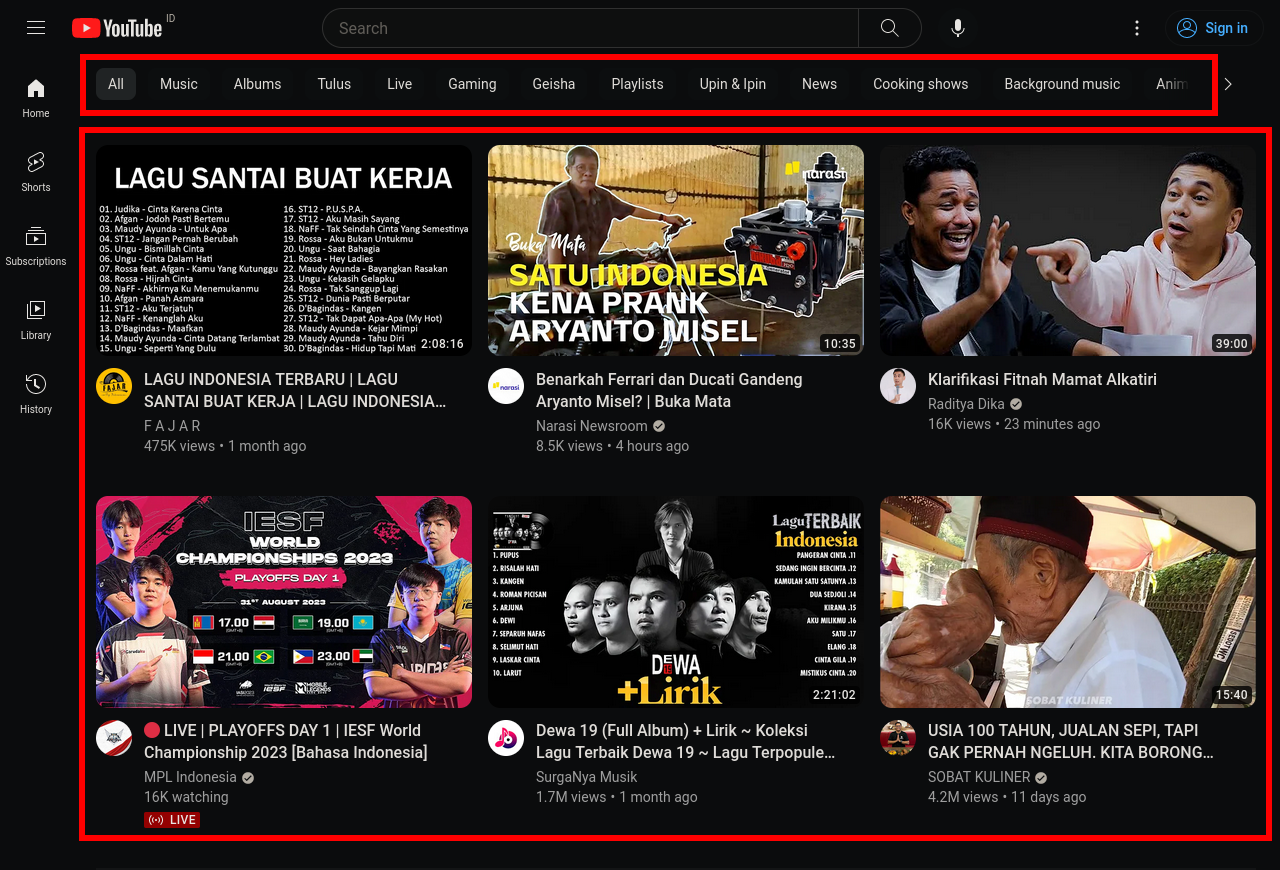 YouTube ID
Search
Sign in
Home
Shorts
Subscriptions
Library
History
All Music Albums Tulus Live Gaming Geisha Playlists Upin & Ipin News Cooking shows Background music Anim
LAGU SANTAI BUAT KERJA
01. Judika - Cinta Karena Cinta
02. Afgan - Jodoh Pasti Bertemu
03. Maudy Ayunda - Untuk Apa
04. ST12 - Jangan Pernah Berubah
05. Ungu - Bismillah Cinta
06. Ungu - Cinta Dalam Hati
07. Rossa feat. Afgan - Kamu Yang Kutunggu
08. Rossa - Hijrah Cinta
09. NaFF - Akhirnya Ku Menemukanmu
10. Afgan - Panah Asmara
11. ST12 - Aku Terjatuh
12. NaFF - Kenanglah Aku
13. D'Bagindas - Maafkan
14. Maudy Ayunda - Cinta Datang Terlambat
15. Ungu - Seperti Yang Dulu
16. ST12 - P.U.S.P.A.
17. ST12 - Aku Masih Sayang
18. NaFF - Tak Seindah Cinta Yang Semestinya
19. Rossa - Aku Bukan Untukmu
20. Ungu - Saat Bahagia
21. Rossa - Hey Ladies
22. Maudy Ayunda - Bayangkan Rasakan
23. Ungu - Kekasih Gelapku
24. Rossa - Tak Sanggup Lagi
25. ST12 - Dunia Pasti Berputar
26. D'Bagindas - Kangen
27. ST12 - Tak Dapat Apa-Apa (My Hot)
28. Maudy Ayunda - Kejar Mimpi
29. Maudy Ayunda - Tahu Diri
30. D'Bagindas - Hidup Tapi Mati
2:08:16
narasi
Buka Mata
SATU INDONESIA
KENA PRANK
ARYANTO MISEL
10:35
39:00
FAJAR
LAGU INDONESIA TERBARU | LAGU
SANTAI BUAT KERJA | LAGU INDONESIA…
F A J A R
475K views • 1 month ago
narasi
Benarkah Ferrari dan Ducati Gandeng
Aryanto Misel? | Buka Mata
Narasi Newsroom
8.5K views • 4 hours ago
Klarifikasi Fitnah Mamat Alkatiri
Raditya Dika
16K views • 23 minutes ago
IESF
WORLD
CHAMPIONSHIPS 2023
PLAYOFFS DAY 1
31ST AUGUST 2023
17.00 (GMT+8)
19.00 (GMT+8)
21.00 (GMT+8)
23.00 (GMT+8)
IESF
MOBILE LEGENDS
Lagu TERBAIK
Indonesia
1. PUPUS
2. RISALAH HATI
3. KANGEN
4. ROMAN PICISAN
5. ARJUNA
6. DEWI
7. SEPARUH NAFAS
8. SELIMUT HATI
9. LASKAR CINTA
10. LARUT
PANGERAN CINTA .11
SEDANG INGIN BERCINTA .12
KAMULAH SATU SATUNYA .13
DUA SEDJOLI .14
KIRANA .15
AKU MILIKMU .16
SATU .17
ELANG .18
CINTA GILA .19
MISTIKUS CINTA .20
DEWA
19
+Lirik
2:21:02
SOBAT KULINER
15:40
LIVE | PLAYOFFS DAY 1 | IESF World
Championship 2023 [Bahasa Indonesia]
MPL Indonesia
16K watching
LIVE
Dewa 19 (Full Album) + Lirik ~ Koleksi
Lagu Terbaik Dewa 19 ~ Lagu Terpopule…
SurgaNya Musik
1.7M views • 1 month ago
USIA 100 TAHUN, JUALAN SEPI, TAPI
GAK PERNAH NGELUH. KITA BORONG…
SOBAT KULINER
4.2M views • 11 days ago